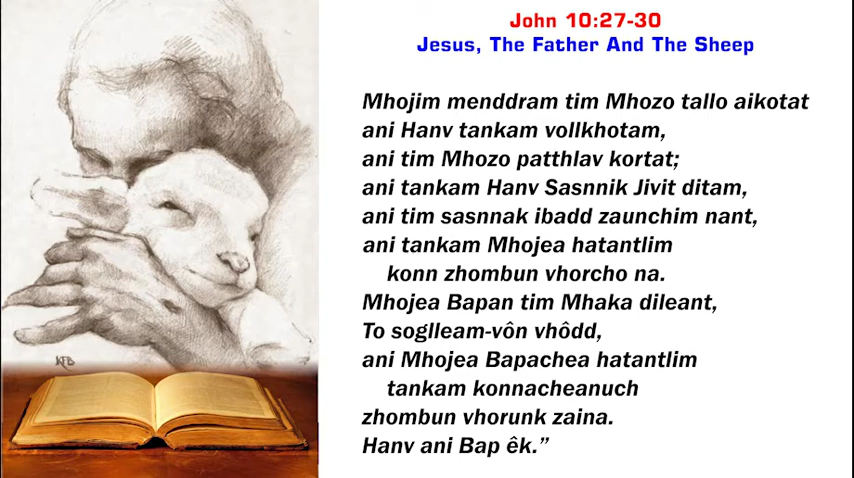 John 10:27-30
Jesus, The Father And The Sheep
Mhojim menddram tim Mhozo tallo aikotat
ani Hanv tankam vollkhotam,
ani tim Mhozo patthlav kortat;
ani tankam Hanv Sasnnik Jivit ditam,
ani tim sasnnak ibadd zaunchim nant,
ani tankam Mhojea hatantlim
konn zhombun vhorcho na.
Mhojea Bapan tim Mhaka dileant,
To soglleam-vôn vhôdd,
ani Mhojea Bapachea hatantlim
tankam konnacheanuch
zhombun vhorunk zaina.
Hanv ani Bap êk.”
KFB